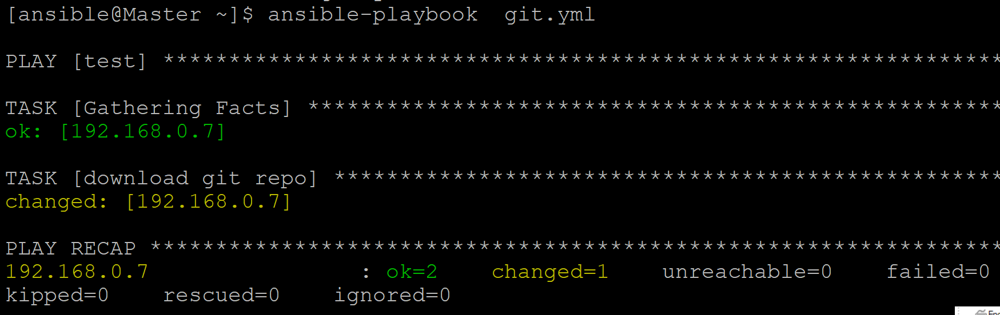 [ansible@Master ~]$ ansible-playbook  git.yml
PLAY [test] ****************************************************************
TASK [Gathering Facts] *****************************************************
ok: [192.168.0.7]
TASK [download git repo] ***************************************************
changed: [192.168.0.7]
PLAY RECAP *****************************************************************
192.168.0.7                : ok=2    changed=1    unreachable=0    failed=0
kipped=0    rescued=0    ignored=0